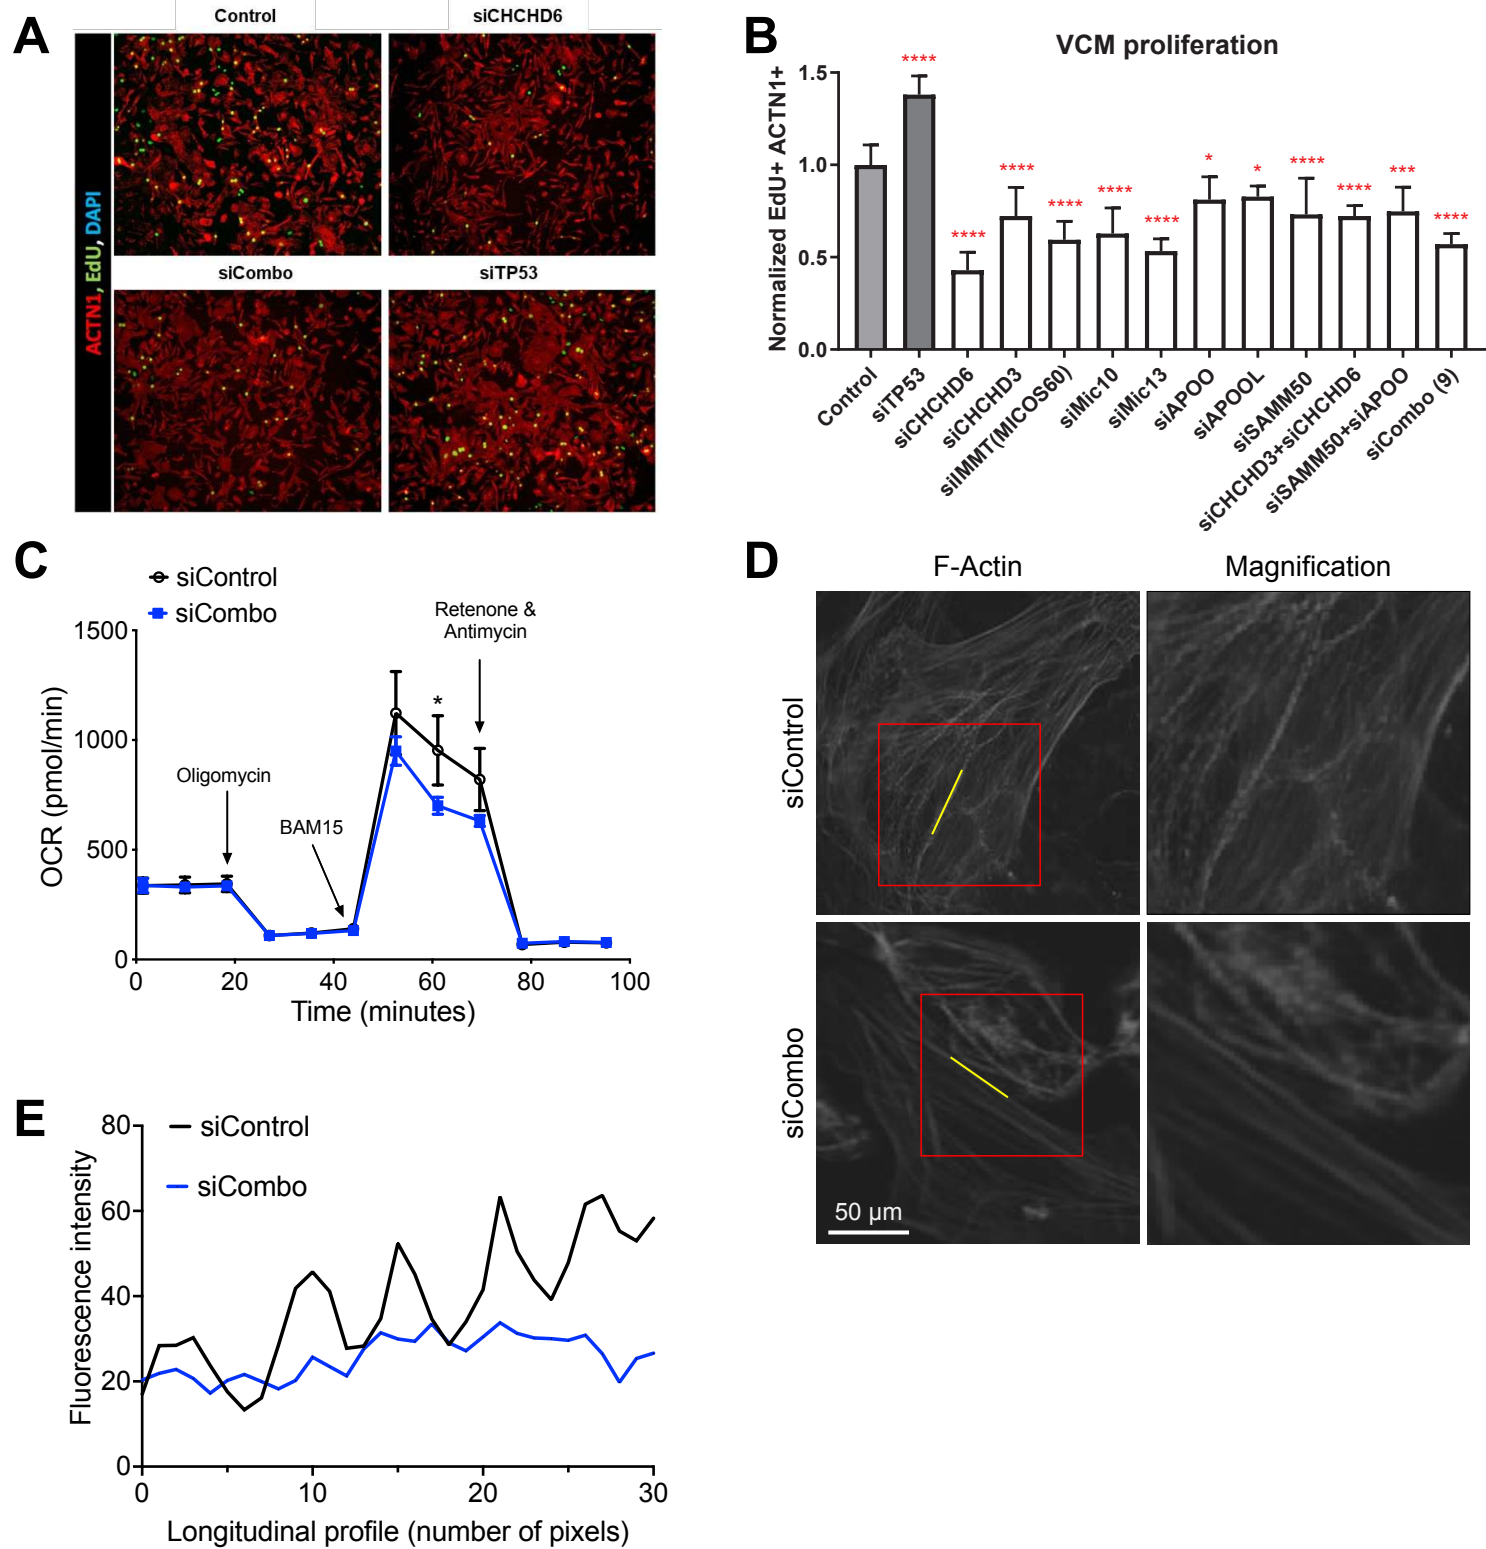 A
Control
siCHCHD6
siCombo
siTP53
ACTN1, EdU, DAPI
B
VCM proliferation
Normalized EdU+ ACTN1+
1.5
1.0
0.5
0.0
****
****
****
****
****
****
*
*
****
****
***
****
Control
siTP53
siCHCHD6
siCHCHD3
siIMMT(MICOS60)
siMic10
siMic13
siAPOO
siAPOOL
siSAMM50
siCHCHD3+siCHCHD6
siSAMM50+siAPOO
siCombo (9)
C
siControl
siCombo
OCR (pmol/min)
1500
1000
500
0
Oligomycin
BAM15
*
Retenone &
Antimycin
0 20 40 60 80 100
Time (minutes)
D
F-Actin
Magnification
siControl
siCombo
50 µm
E
siControl
siCombo
Fluorescence intensity
80
60
40
20
0
0 10 20 30
Longitudinal profile (number of pixels)